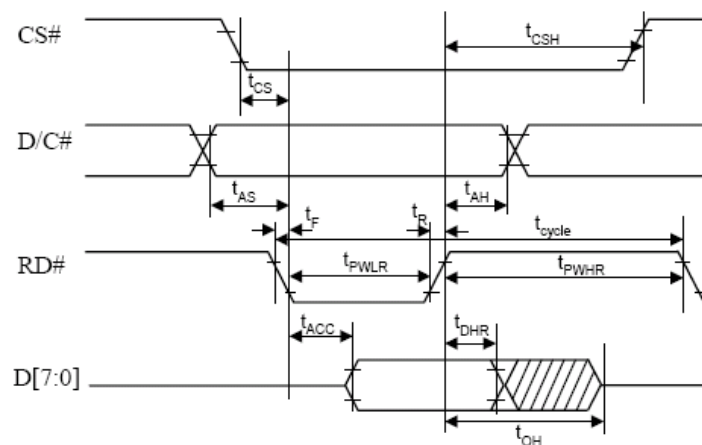 CS#
tCSH
tCS
D/C#
tAS
tF
tR
tAH
tcycle
RD#
tPWLR
tPWHR
tACC
tDHR
D[7:0]
tOH